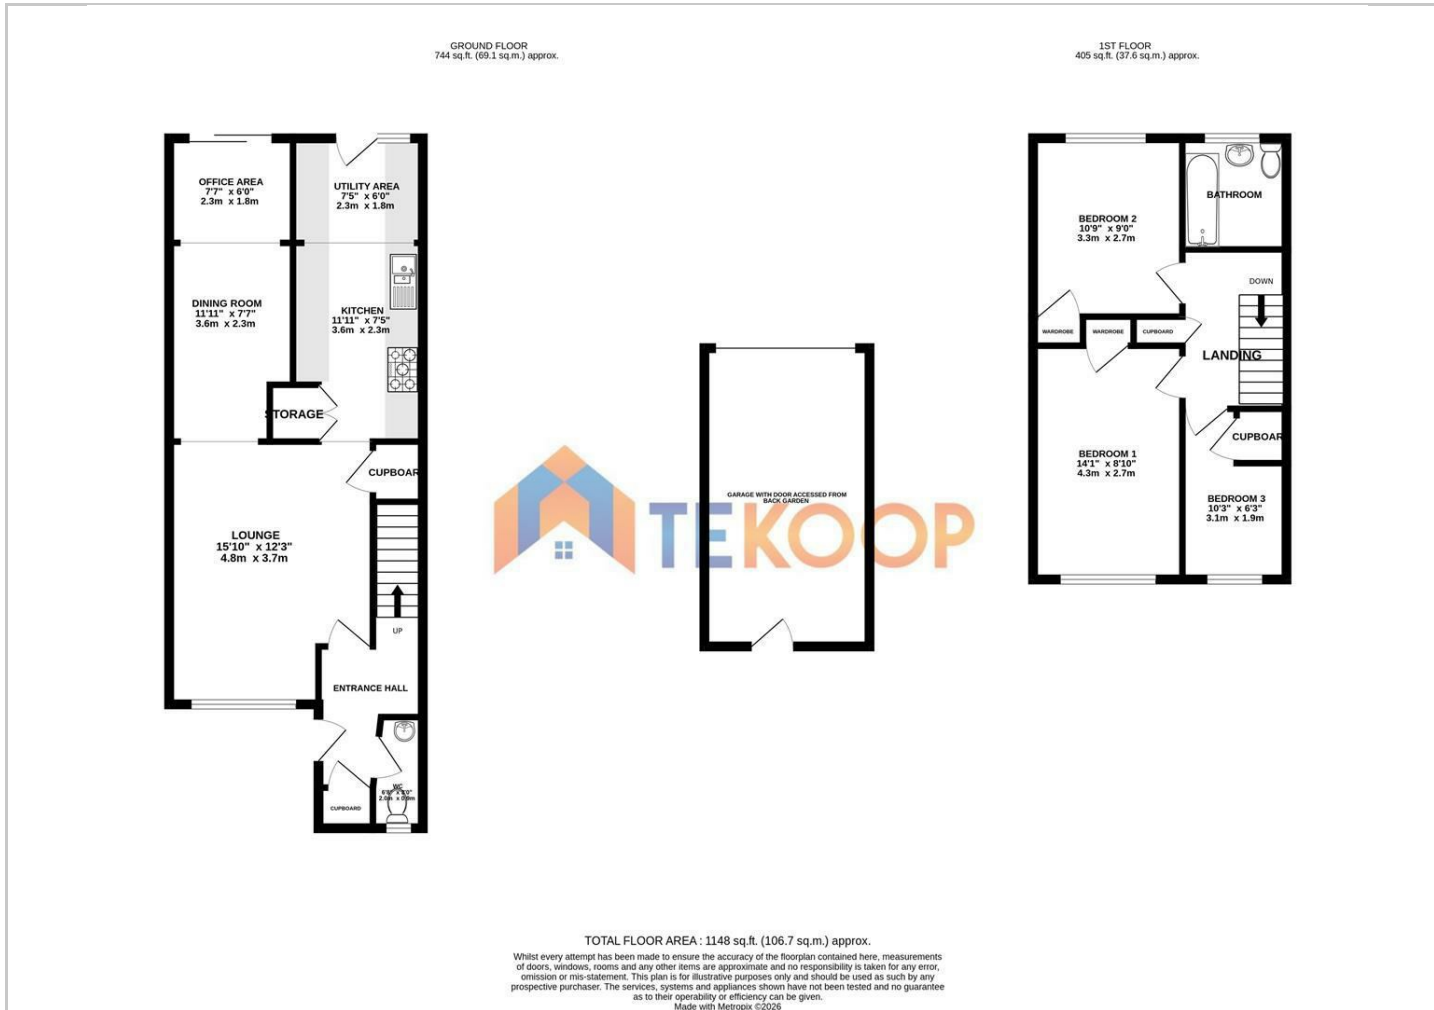 GROUND FLOOR
744 sq.ft. (69.1 sq.m.) approx.
1ST FLOOR
405 sq.ft. (37.6 sq.m.) approx.
OFFICE AREA
7'7" x 6'0"
2.3m x 1.8m
UTILITY AREA
7'5" x 6'0"
2.3m x 1.8m
DINING ROOM
11'11" x 7'7"
3.6m x 2.3m
KITCHEN
11'11" x 7'5"
3.6m x 2.3m
STORAGE
CUPBOAR
LOUNGE
15'10" x 12'3"
4.8m x 3.7m
UP
ENTRANCE HALL
WC
CUPBOARD
GARAGE WITH DOOR ACCESSED FROM
BACK GARDEN
TEKOOP
BEDROOM 2
10'9" x 9'0"
3.3m x 2.7m
BATHROOM
DOWN
WARDROBE
WARDROBE
CUPBOARD
LANDING
BEDROOM 1
14'1" x 8'10"
4.3m x 2.7m
CUPBOAR
BEDROOM 3
10'3" x 6'3"
3.1m x 1.9m
TOTAL FLOOR AREA : 1148 sq.ft. (106.7 sq.m.) approx.
Whilst every attempt has been made to ensure the accuracy of the floorplan contained here, measurements
of doors, windows, rooms and any other items are approximate and no responsibility is taken for any error,
omission or mis-statement. This plan is for illustrative purposes only and should be used as such by any
prospective purchaser. The services, systems and appliances shown have not been tested and no guarantee
as to their operability or efficiency can be given.
Made with Metropix ©2026